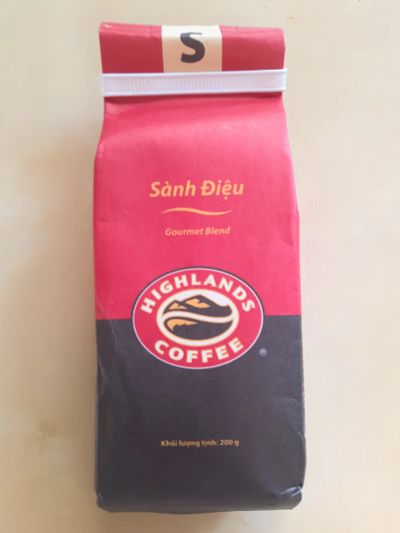 S
Sành Điệu
Gourmet Blend
HIGHLANDS
COFFEE
®
Khối lượng tịnh: 200 g